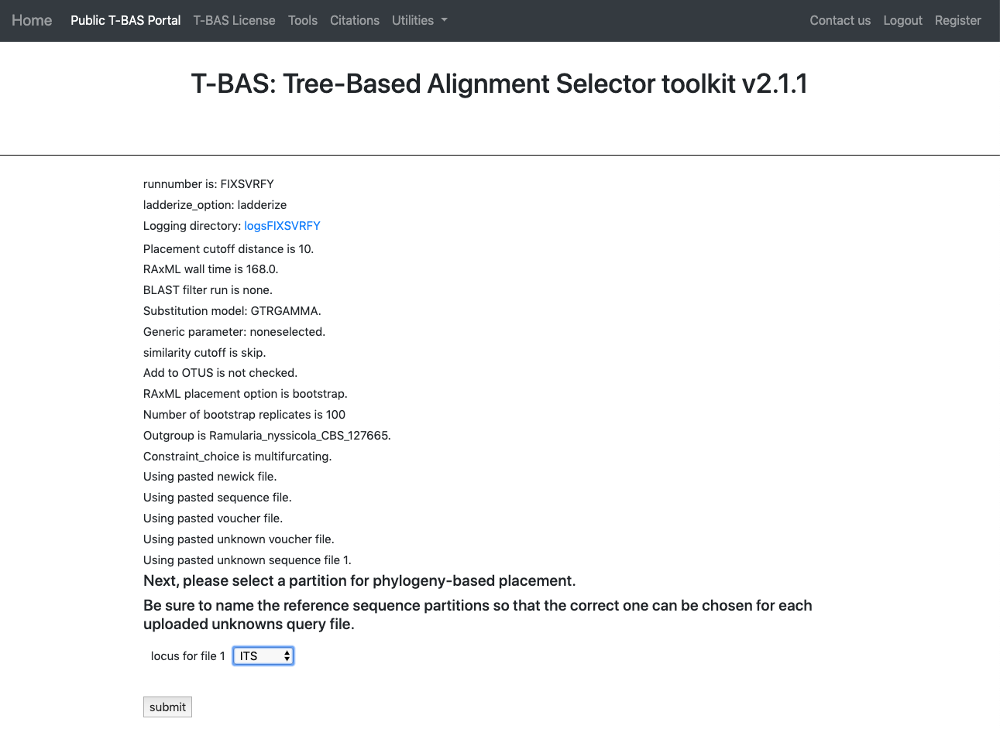 Home Public T-BAS Portal T-BAS License Tools Citations Utilities Contact us Logout Register
T-BAS: Tree-Based Alignment Selector toolkit v2.1.1
runnumber is: FIXSVRFY
ladderize_option: ladderize
Logging directory: logsFIXSVRFY
Placement cutoff distance is 10.
RAxML wall time is 168.0.
BLAST filter run is none.
Substitution model: GTRGAMMA.
Generic parameter: noneselected.
similarity cutoff is skip.
Add to OTUS is not checked.
RAxML placement option is bootstrap.
Number of bootstrap replicates is 100
Outgroup is Ramularia_nyssicola_CBS_127665.
Constraint_choice is multifurcating.
Using pasted newick file.
Using pasted sequence file.
Using pasted voucher file.
Using pasted unknown voucher file.
Using pasted unknown sequence file 1.
Next, please select a partition for phylogeny-based placement.
Be sure to name the reference sequence partitions so that the correct one can be chosen for each
uploaded unknowns query file.
locus for file 1 ITS
submit